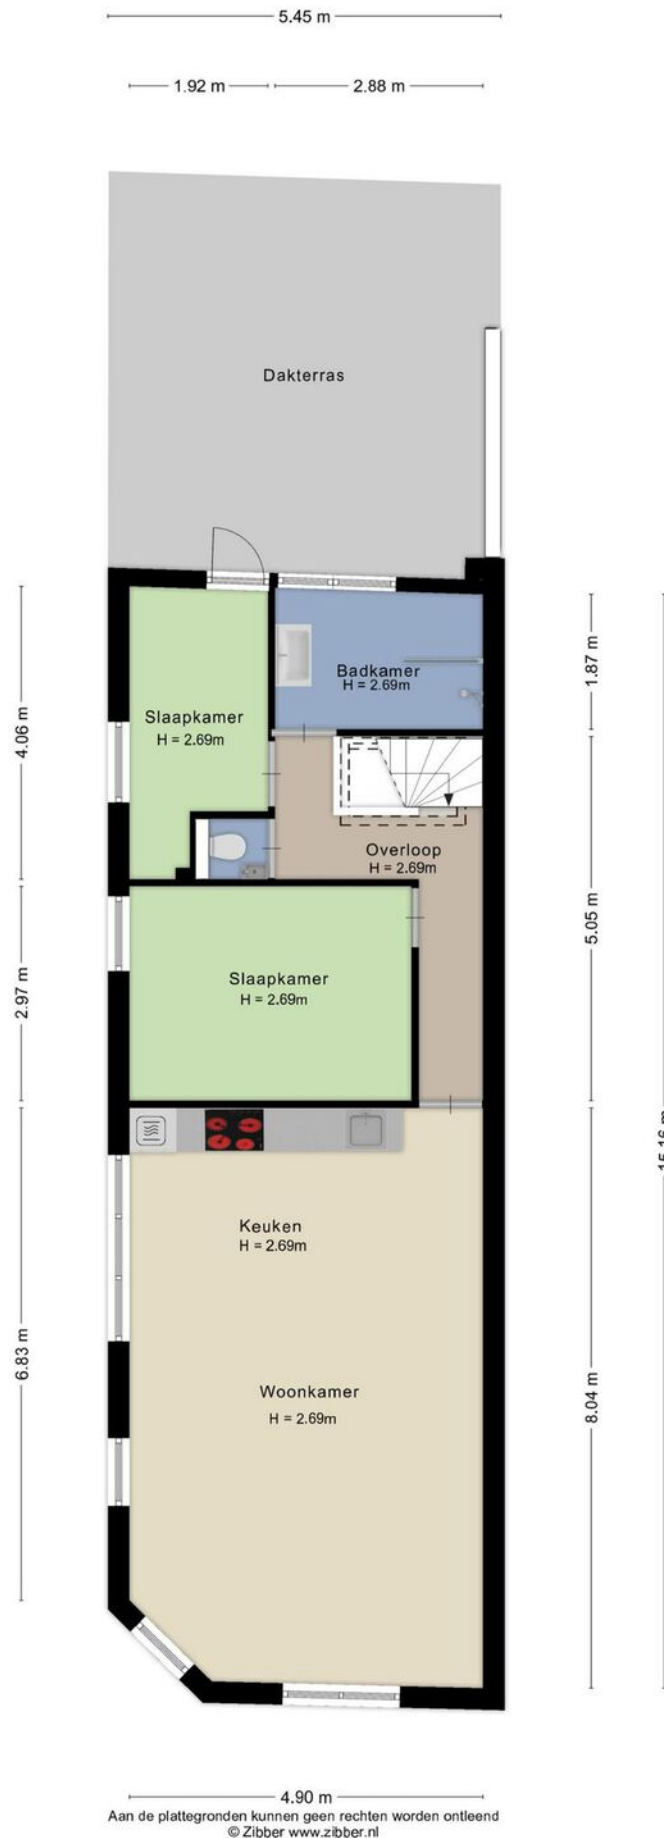 5.45 m
1.92 m
2.88 m
Dakterras
4.06 m
1.87 m
Badkamer
H = 2.69m
Slaapkamer
H = 2.69m
Overloop
H = 2.69m
5.05 m
2.97 m
Slaapkamer
H = 2.69m
15.16 m
Keuken
H = 2.69m
6.83 m
Woonkamer
H = 2.69m
8.04 m
4.90 m
Aan de plattegronden kunnen geen rechten worden ontleend
© Zibber www.zibber.nl